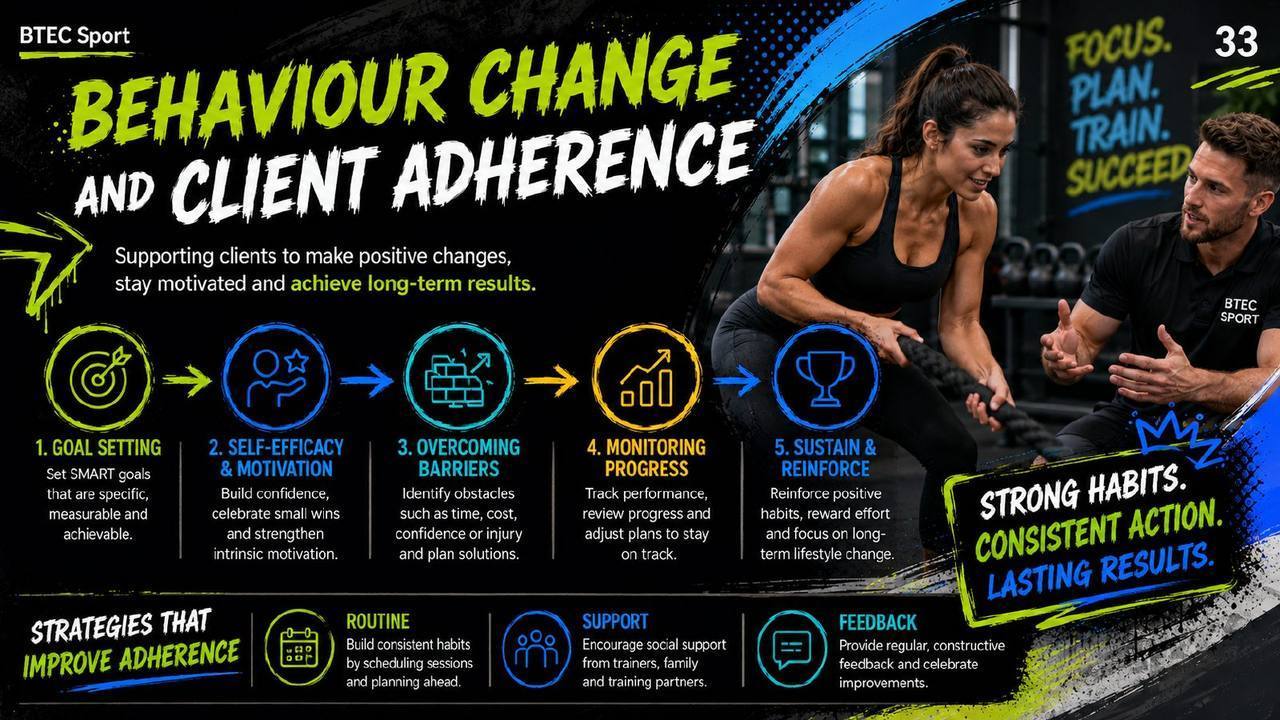 BTEC Sport
33
BEHAVIOUR CHANGE
AND CLIENT ADHERENCE
Supporting clients to make positive changes,
stay motivated and achieve long-term results.
FOCUS.
PLAN.
TRAIN.
SUCCEED
BTEC
SPORT
1. GOAL SETTING
Set SMART goals
that are specific,
measurable and
achievable.
2. SELF-EFFICACY
& MOTIVATION
Build confidence,
celebrate small wins
and strengthen
intrinsic motivation.
3. OVERCOMING
BARRIERS
Identify obstacles
such as time, cost,
confidence or injury
and plan solutions.
4. MONITORING
PROGRESS
Track performance,
review progress and
adjust plans to stay
on track.
5. SUSTAIN &
REINFORCE
Reinforce positive
habits, reward effort
and focus on long-
term lifestyle change.
STRONG HABITS.
CONSISTENT ACTION.
LASTING RESULTS.
STRATEGIES THAT
IMPROVE ADHERENCE
ROUTINE
Build consistent habits
by scheduling sessions
and planning ahead.
SUPPORT
Encourage social support
from trainers, family
and training partners.
FEEDBACK
Provide regular, constructive
feedback and celebrate
improvements.